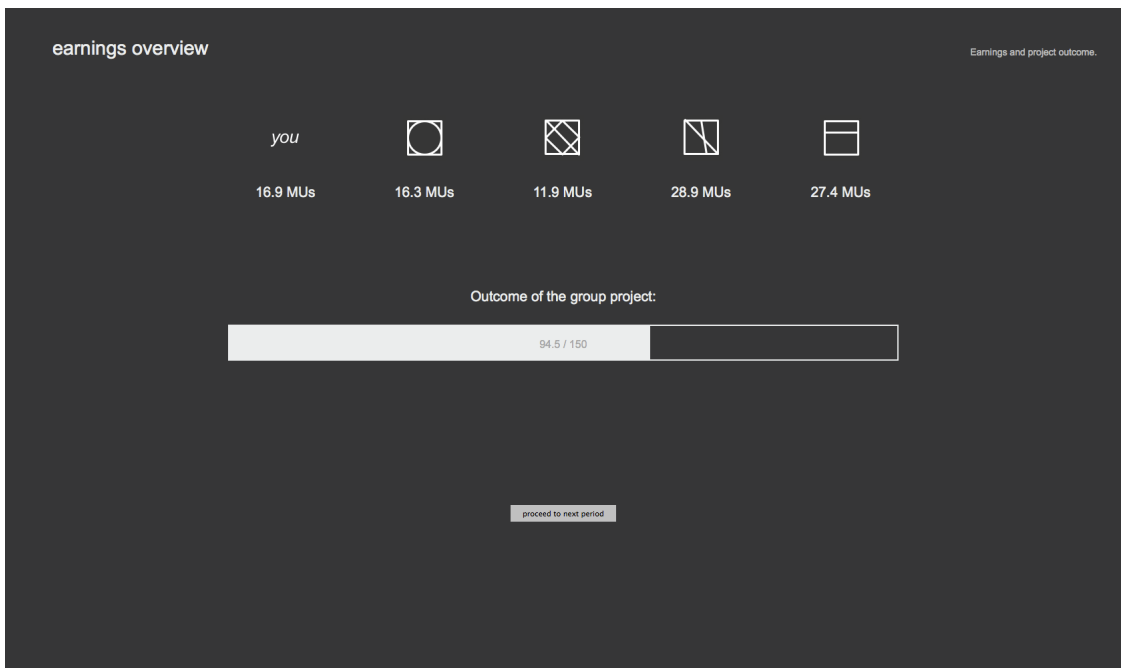 earnings overview
Earnings and project outcome.
you
16.9 MUs 16.3 MUs 11.9 MUs 28.9 MUs 27.4 MUs
Outcome of the group project:
94.5 / 150
proceed to next period